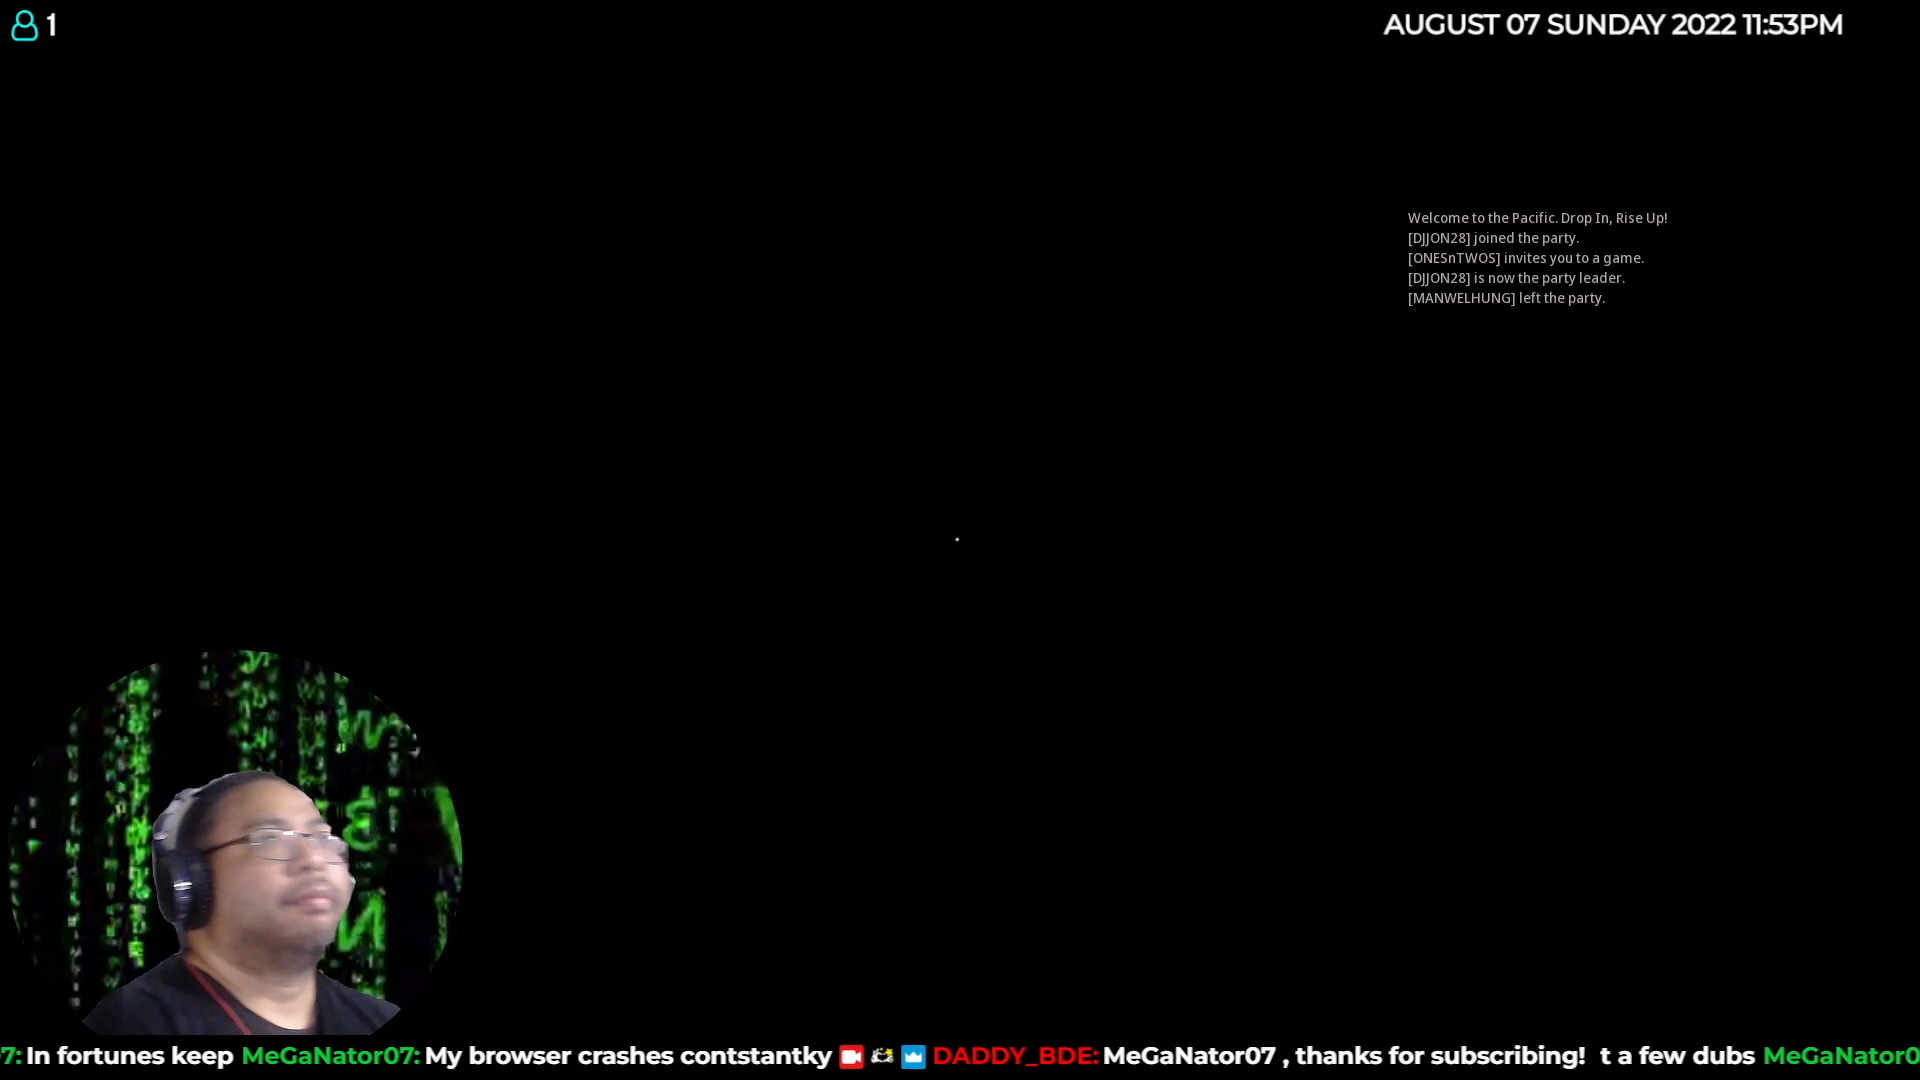 1
AUGUST 07 SUNDAY 2022 11:53PM
Welcome to the Pacific. Drop In, Rise Up!
[DJJON28] joined the party.
[ONESnTWOS] invites you to a game.
[DJJON28] is now the party leader.
[MANWELHUNG] left the party.
7: In fortunes keep MeGaNator07: My browser crashes contstantky DADDY_BDE: MeGaNator07 , thanks for subscribing! t a few dubs MeGaNator0